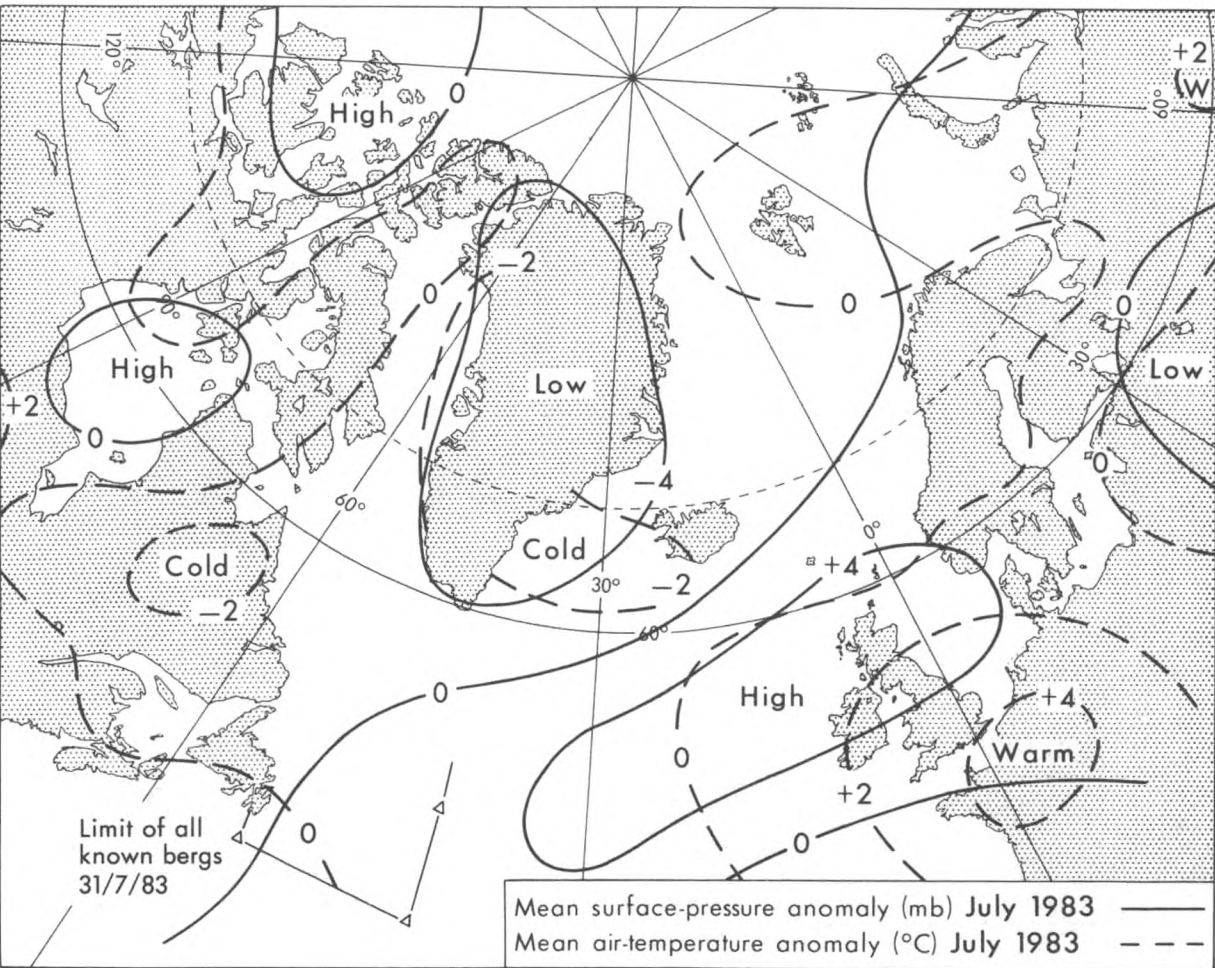 120°
High
0
+2
(W
60°
-2
0
0
90°
High
0
+2
Low
0
30°
Low
0
-4
60°
0°
Cold
-2
Cold
30°
-2
+4
60°
0
High
+4
0
Warm
+2
0
0
Limit of all
known bergs
31/7/83
Mean surface-pressure anomaly (mb) July 1983
Mean air-temperature anomaly (°C) July 1983